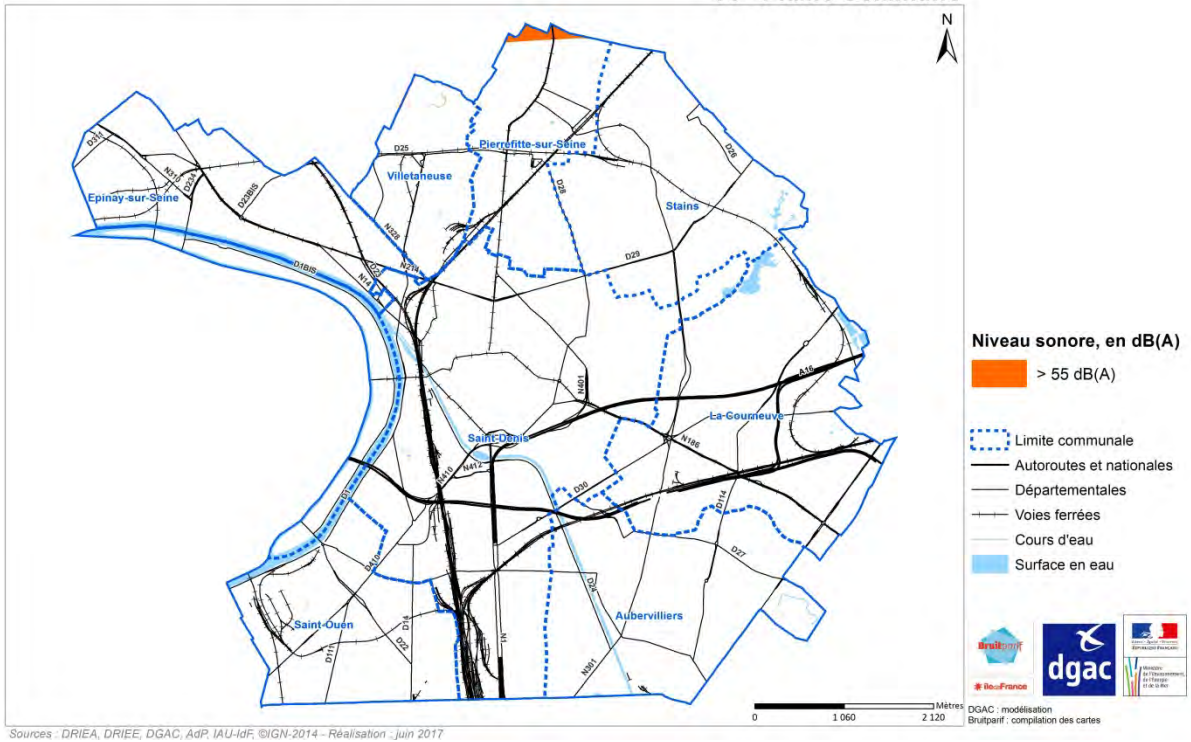 N
D313
N310
D234
D23BIS
Epinay-sur-Seine
D25
Villetaneuse
Pierrefitte-sur-Seine
D28
D26
Stains
N328
N214
D29
D1BIS
N14
N401
A16
La Courneuve
N186
Saint-Denis
N412
N410
D30
D114
D1
D27
DA10
D24
Aubervilliers
Saint-Ouen
D14
D22
D111
N1
N301
Niveau sonore, en dB(A)
> 55 dB(A)
Limite communale
Autoroutes et nationales
Départementales
Voies ferrées
Cours d'eau
Surface en eau
Bruitparif
îledeFrance
dgac
Mètres
0 1 060 2 120
DGAC : modélisation
Bruitparif : compilation des cartes
Sources : DRIEA, DRIEE, DGAC, AdP, IAU-IdF, ©IGN-2014 - Réalisation : juin 2017